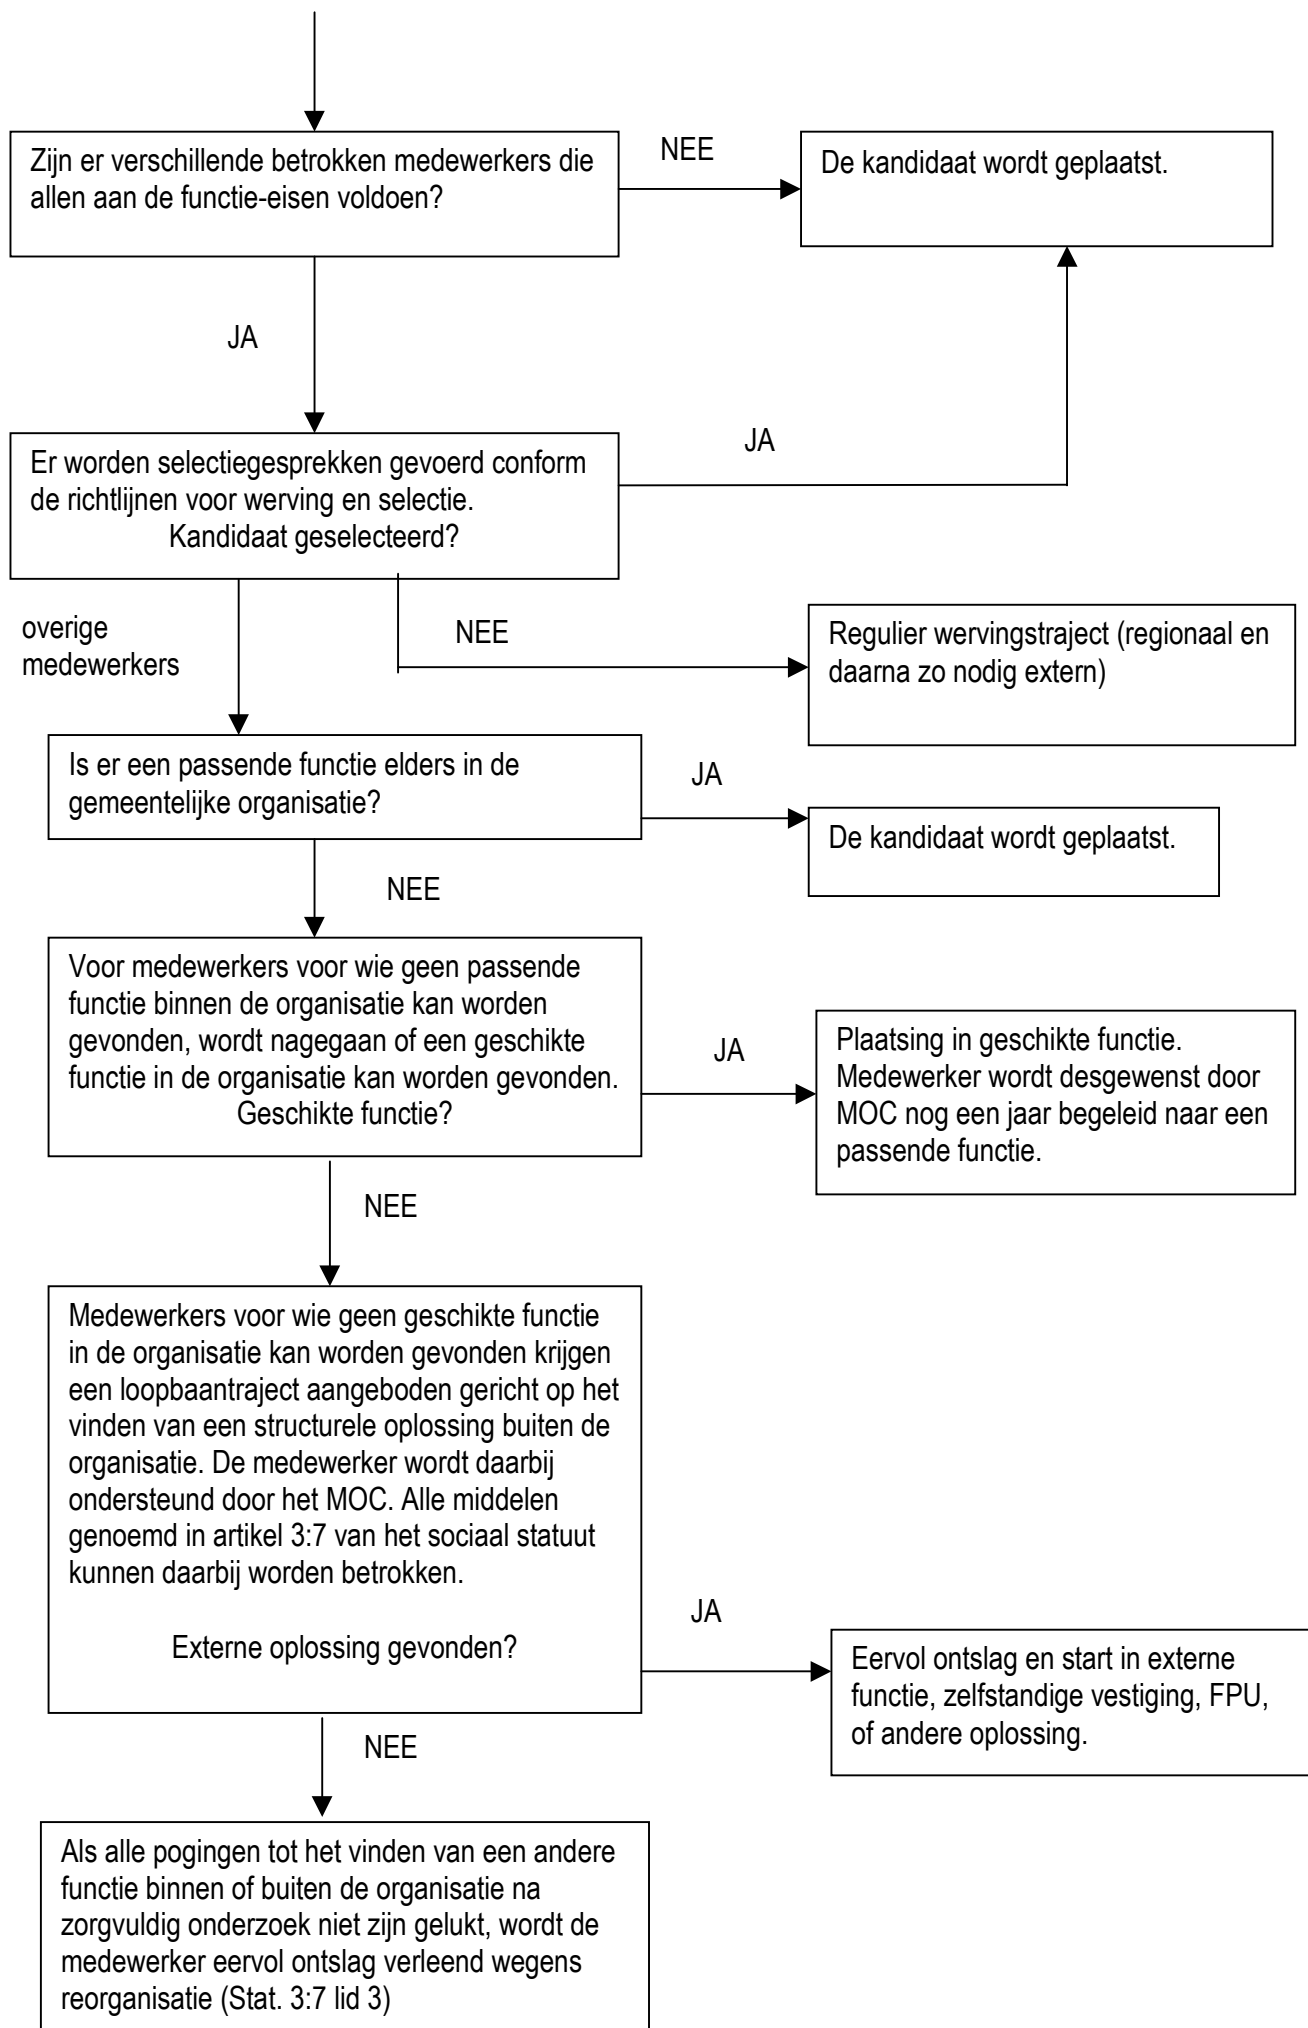 Zijn er verschillende betrokken medewerkers die
allen aan de functie-eisen voldoen?
NEE
De kandidaat wordt geplaatst.
JA
Er worden selectiegesprekken gevoerd conform
de richtlijnen voor werving en selectie.
Kandidaat geselecteerd?
JA
overige
medewerkers
NEE
Regulier wervingstraject (regionaal en
daarna zo nodig extern)
Is er een passende functie elders in de
gemeentelijke organisatie?
JA
De kandidaat wordt geplaatst.
NEE
Voor medewerkers voor wie geen passende
functie binnen de organisatie kan worden
gevonden, wordt nagegaan of een geschikte
functie in de organisatie kan worden gevonden.
Geschikte functie?
JA
Plaatsing in geschikte functie.
Medewerker wordt desgewenst door
MOC nog een jaar begeleid naar een
passende functie.
NEE
Medewerkers voor wie geen geschikte functie
in de organisatie kan worden gevonden krijgen
een loopbaantraject aangeboden gericht op het
vinden van een structurele oplossing buiten de
organisatie. De medewerker wordt daarbij
ondersteund door het MOC. Alle middelen
genoemd in artikel 3:7 van het sociaal statuut
kunnen daarbij worden betrokken.
Externe oplossing gevonden?
JA
Eervol ontslag en start in externe
functie, zelfstandige vestiging, FPU,
of andere oplossing.
NEE
Als alle pogingen tot het vinden van een andere
functie binnen of buiten de organisatie na
zorgvuldig onderzoek niet zijn gelukt, wordt de
medewerker eervol ontslag verleend wegens
reorganisatie (Stat. 3:7 lid 3)